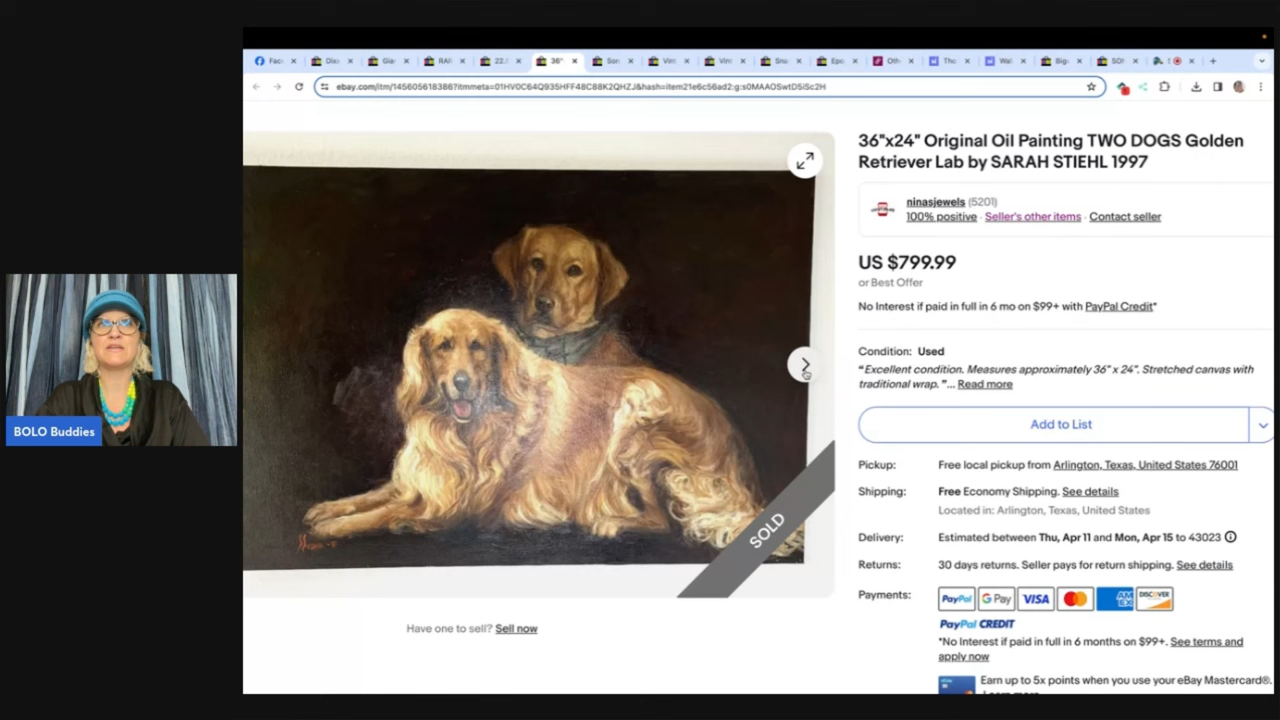 ebay.com/itm/145605618386?itmmeta=01HV0C64Q935HFF48C88K2QHZJ&hash=item21e6c56ad2:g:s0MAAOSwtD5iSc2H
36"x24" Original Oil Painting TWO DOGS Golden
Retriever Lab by SARAH STIEHL 1997
ninasjewels (5201)
100% positive · Seller's other items · Contact seller
US $799.99
or Best Offer
No Interest if paid in full in 6 mo on $99+ with PayPal Credit*
Condition: Used
"Excellent condition. Measures approximately 36" x 24". Stretched canvas with
traditional wrap. "... Read more
Add to List
Pickup: Free local pickup from Arlington, Texas, United States 76001
Shipping: Free Economy Shipping. See details
Located in: Arlington, Texas, United States
Delivery: Estimated between Thu, Apr 11 and Mon, Apr 15 to 43023
Returns: 30 days returns. Seller pays for return shipping. See details
Payments: PayPal G Pay VISA AM EX DISCOVER
PayPal CREDIT
*No Interest if paid in full in 6 months on $99+. See terms and
apply now
Earn up to 5x points when you use your eBay Mastercard®.
SOLD
Have one to sell? Sell now
BOLO Buddies